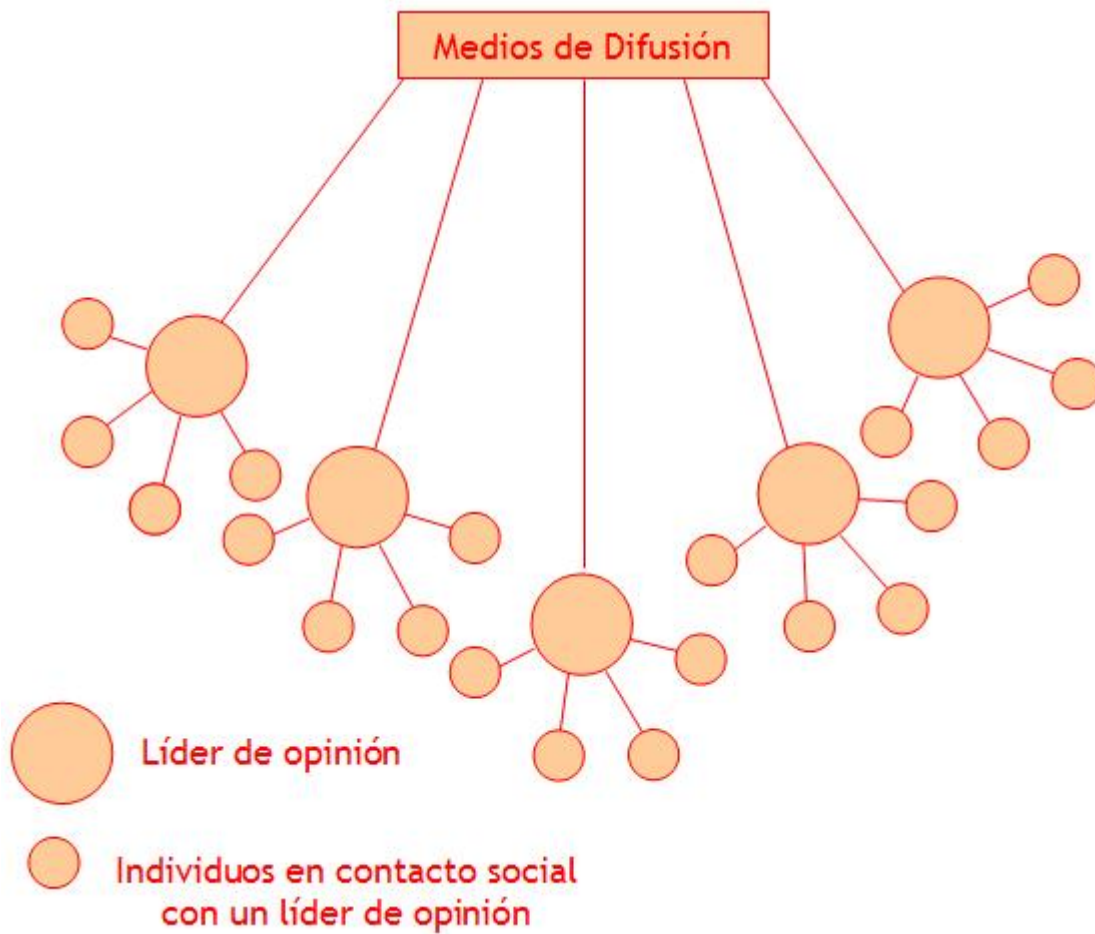 Medios de Difusión
Líder de opinión
Individuos en contacto social
con un líder de opinión